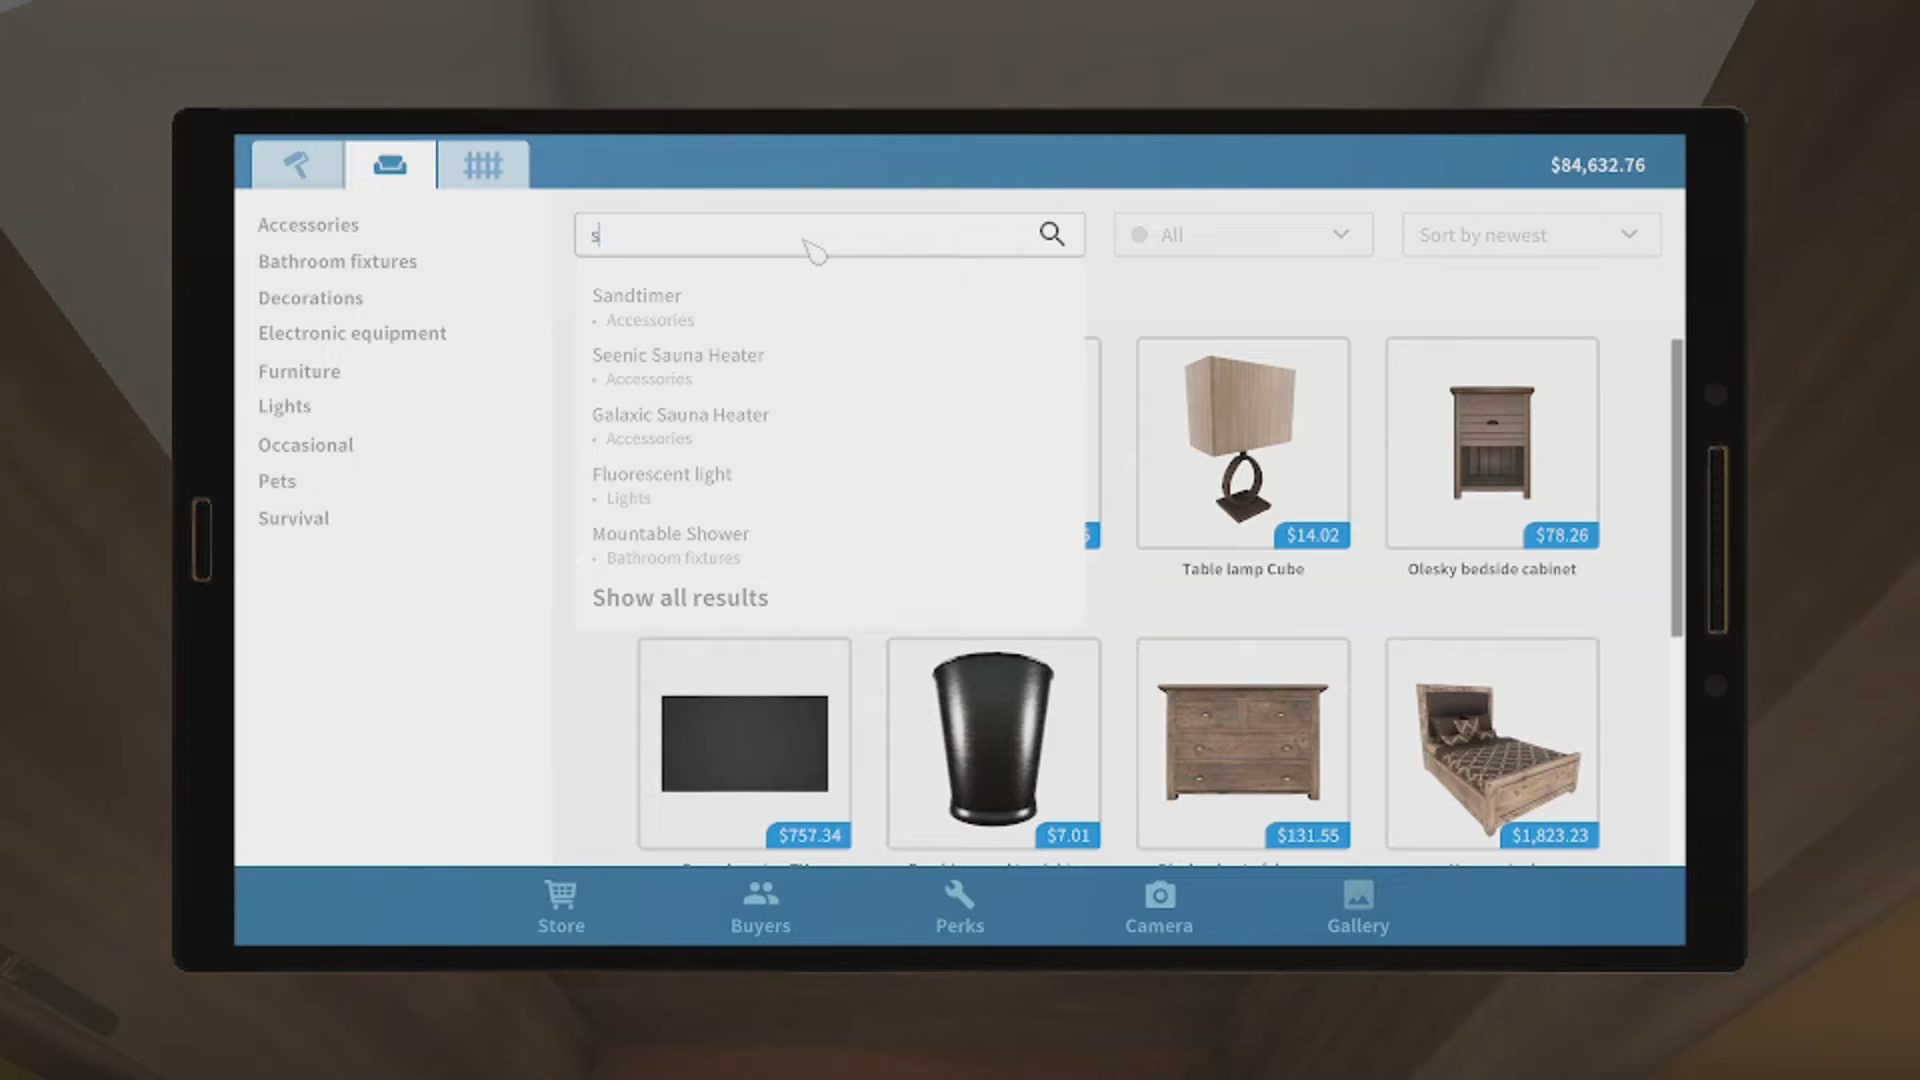 $84,632.76
Accessories
Bathroom fixtures
Decorations
Electronic equipment
Furniture
Lights
Occasional
Pets
Survival
s
All
Sort by newest
Sandtimer
• Accessories
Seenic Sauna Heater
• Accessories
Galaxic Sauna Heater
• Accessories
Fluorescent light
• Lights
Mountable Shower
• Bathroom fixtures
Show all results
$14.02
$78.26
Table lamp Cube
Olesky bedside cabinet
$757.34
$7.01
$131.55
$1,823.23
Store
Buyers
Perks
Camera
Gallery